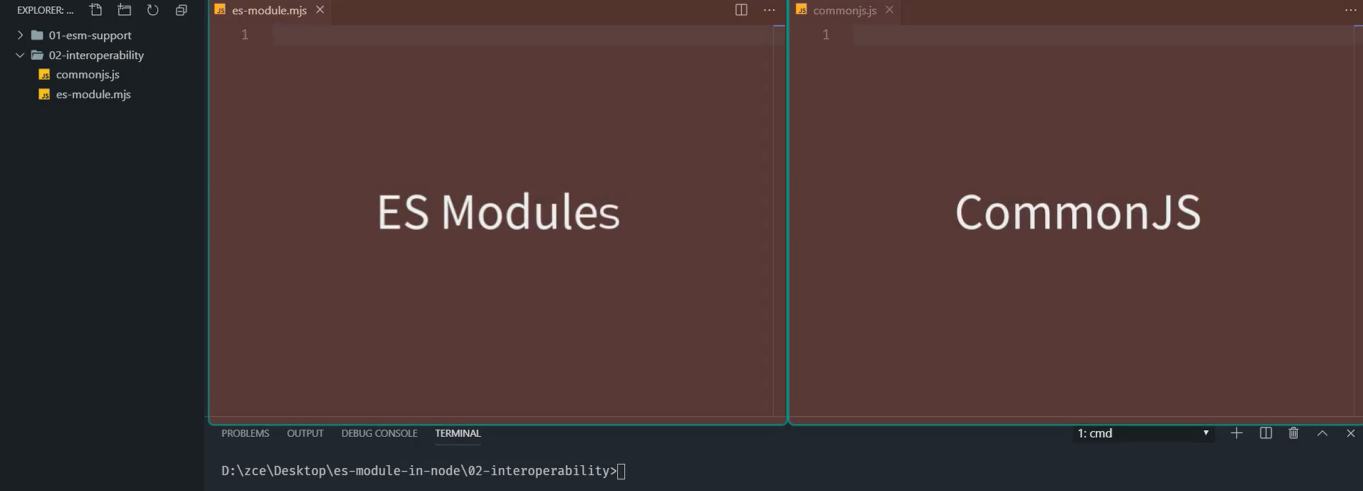 EXPLORER: ...
01-esm-support
02-interoperability
JS commonjs.js
JS es-module.mjs
JS es-module.mjs
1
ES Modules
JS commonjs.js
1
CommonJS
PROBLEMS OUTPUT DEBUG CONSOLE TERMINAL 1: cmd
D:\zce\Desktop\es-module-in-node\02-interoperability>